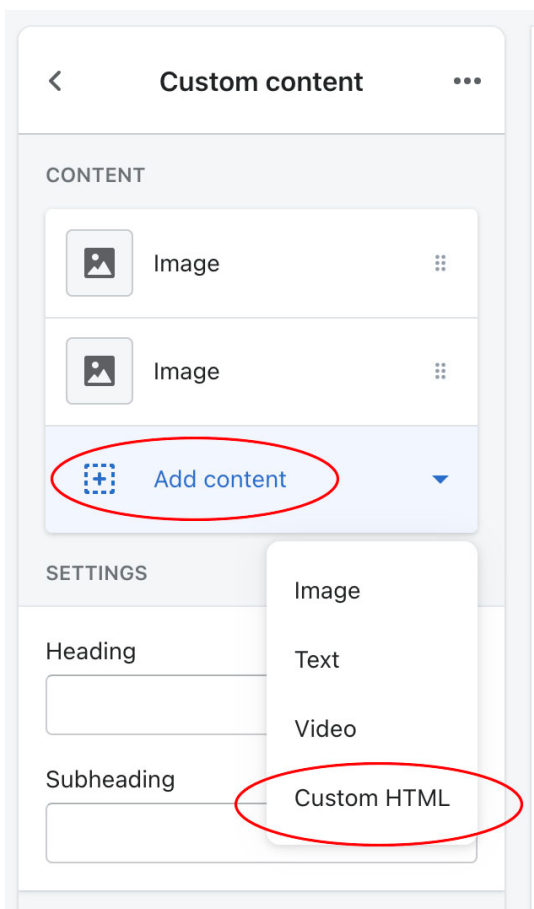 Custom content
CONTENT
Image
Image
Add content
SETTINGS
Image
Heading
Text
Video
Subheading
Custom HTML